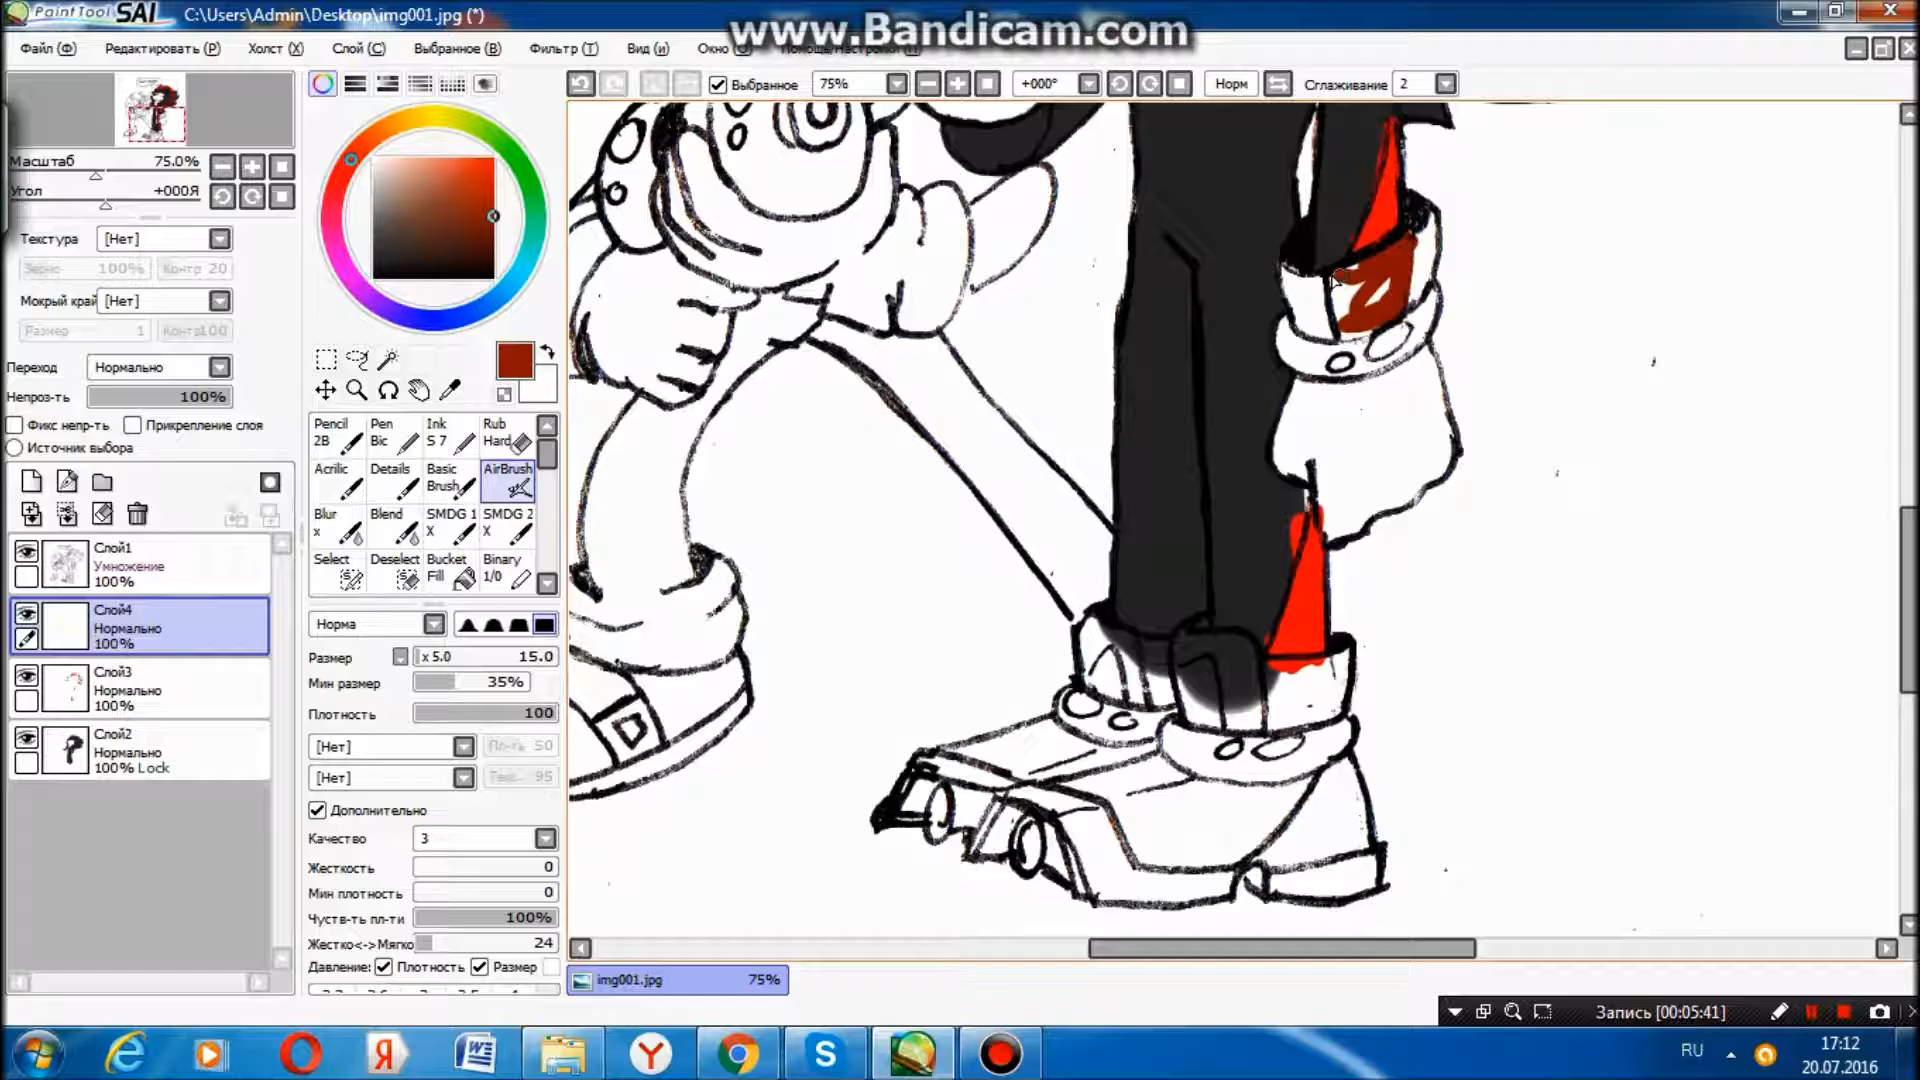 PaintTool SAI C:\Users\Admin\Desktop\img001.jpg (*)
www.Bandicam.com
Файл (Ф) Редактировать (Р) Холст (Х) Слой (С) Выбранное (В) Фильтр (Т) Вид (и) Окно
Выбранное 75% +000° Норм Сглаживание 2
Масштаб 75.0%
Угол +000Я
Текстура [Нет]
Зерно 100% Контр 20
Мокрый край [Нет]
Размер 1 Контр 100
Переход Нормально
Непроз-ть 100%
Фикс непр-ть Прикрепление слоя
Источник выбора
Слой1
Умножение
100%
Слой4
Нормально
100%
Слой3
Нормально
100%
Слой2
Нормально
100% Lock
Pencil 2B Pen Bic Ink S 7 Rub Hard
Acrilic Details Basic Brush AirBrush
Blur x Blend SMDG 1 X SMDG 2 X
Select Deselect Bucket Fill Binary 1/0
Норма
Размер x 5.0 15.0
Мин размер 35%
Плотность 100
[Нет] Пл-ть 50
[Нет] 95
Дополнительно
Качество 3
Жесткость 0
Мин плотность 0
Чуств-ть пл-ти 100%
Жестко<->Мягко 24
Давление: Плотность Размер
img001.jpg 75%
Запись [00:05:41]
RU
17:12
20.07.2016